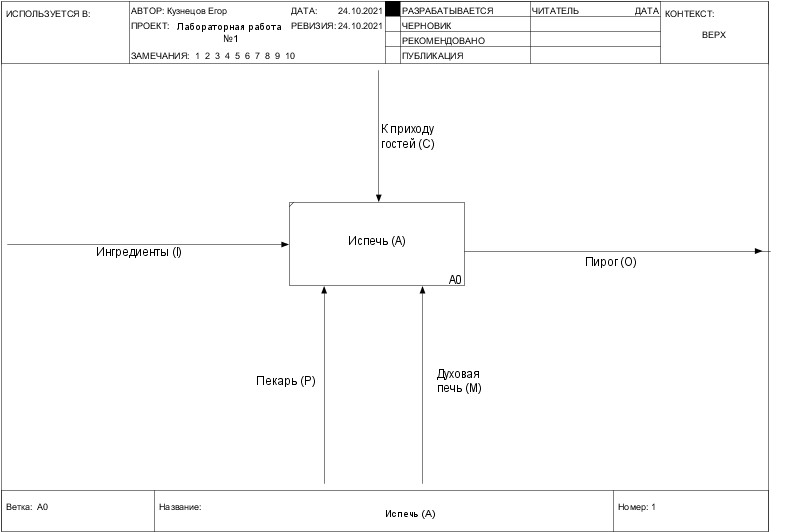 ИСПОЛЬЗУЕТСЯ В:
АВТОР: Кузнецов Егор
ДАТА: 24.10.2021
ПРОЕКТ: Лабораторная работа
№1
РЕВИЗИЯ: 24.10.2021
ЗАМЕЧАНИЯ: 1 2 3 4 5 6 7 8 9 10
РАЗРАБАТЫВАЕТСЯ
ЧЕРНОВИК
РЕКОМЕНДОВАНО
ПУБЛИКАЦИЯ
ЧИТАТЕЛЬ
ДАТА
КОНТЕКСТ:
ВЕРХ
К приходу
гостей (C)
Испечь (A)
A0
Ингредиенты (I)
Пирог (O)
Пекарь (P)
Духовая
печь (M)
Ветка: A0
Название:
Испечь (A)
Номер: 1